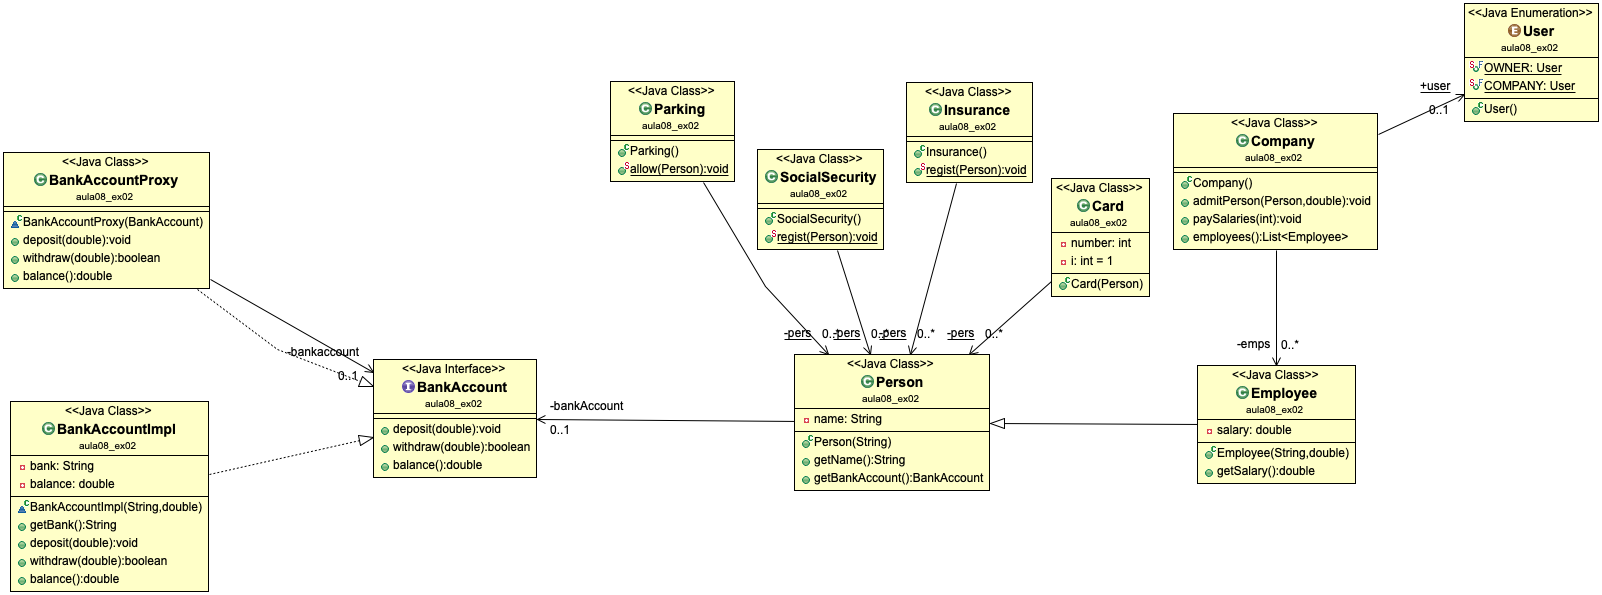 <<Java Enumeration>>
User
aula08_ex02
OWNER: User
COMPANY: User
User()
+user
0..1
<<Java Class>>
Parking
aula08_ex02
Parking()
allow(Person):void
<<Java Class>>
Insurance
aula08_ex02
Insurance()
regist(Person):void
<<Java Class>>
Company
aula08_ex02
Company()
admitPerson(Person,double):void
paySalaries(int):void
employees():List<Employee>
<<Java Class>>
BankAccountProxy
aula08_ex02
BankAccountProxy(BankAccount)
deposit(double):void
withdraw(double):boolean
balance():double
<<Java Class>>
SocialSecurity
aula08_ex02
SocialSecurity()
regist(Person):void
<<Java Class>>
Card
aula08_ex02
number: int
i: int = 1
Card(Person)
-pers 0..*
-pers 0..*
-pers 0..*
-pers 0..*
-emps 0..*
-bankaccount
0..1
<<Java Interface>>
BankAccount
aula08_ex02
deposit(double):void
withdraw(double):boolean
balance():double
-bankAccount
0..1
<<Java Class>>
Person
aula08_ex02
name: String
Person(String)
getName():String
getBankAccount():BankAccount
<<Java Class>>
Employee
aula08_ex02
salary: double
Employee(String,double)
getSalary():double
<<Java Class>>
BankAccountImpl
aula08_ex02
bank: String
balance: double
BankAccountImpl(String,double)
getBank():String
deposit(double):void
withdraw(double):boolean
balance():double